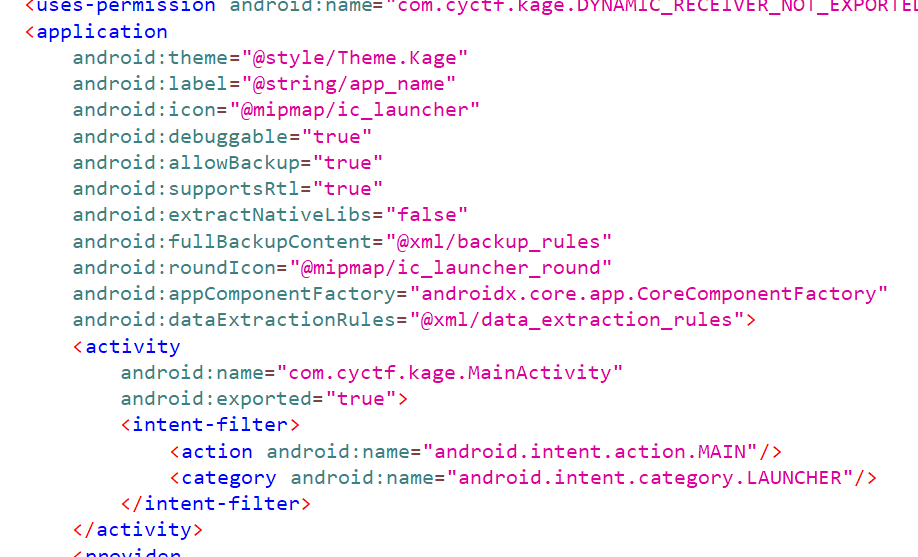 <uses-permission android:name="com.cyctf.kage.DYNAMIC_RECEIVER_NOT_EXPORTED
<application
android:theme="@style/Theme.Kage"
android:label="@string/app_name"
android:icon="@mipmap/ic_launcher"
android:debuggable="true"
android:allowBackup="true"
android:supportsRtl="true"
android:extractNativeLibs="false"
android:fullBackupContent="@xml/backup_rules"
android:roundIcon="@mipmap/ic_launcher_round"
android:appComponentFactory="androidx.core.app.CoreComponentFactory"
android:dataExtractionRules="@xml/data_extraction_rules">
<activity
android:name="com.cyctf.kage.MainActivity"
android:exported="true">
<intent-filter>
<action android:name="android.intent.action.MAIN"/>
<category android:name="android.intent.category.LAUNCHER"/>
</intent-filter>
</activity>
<provider